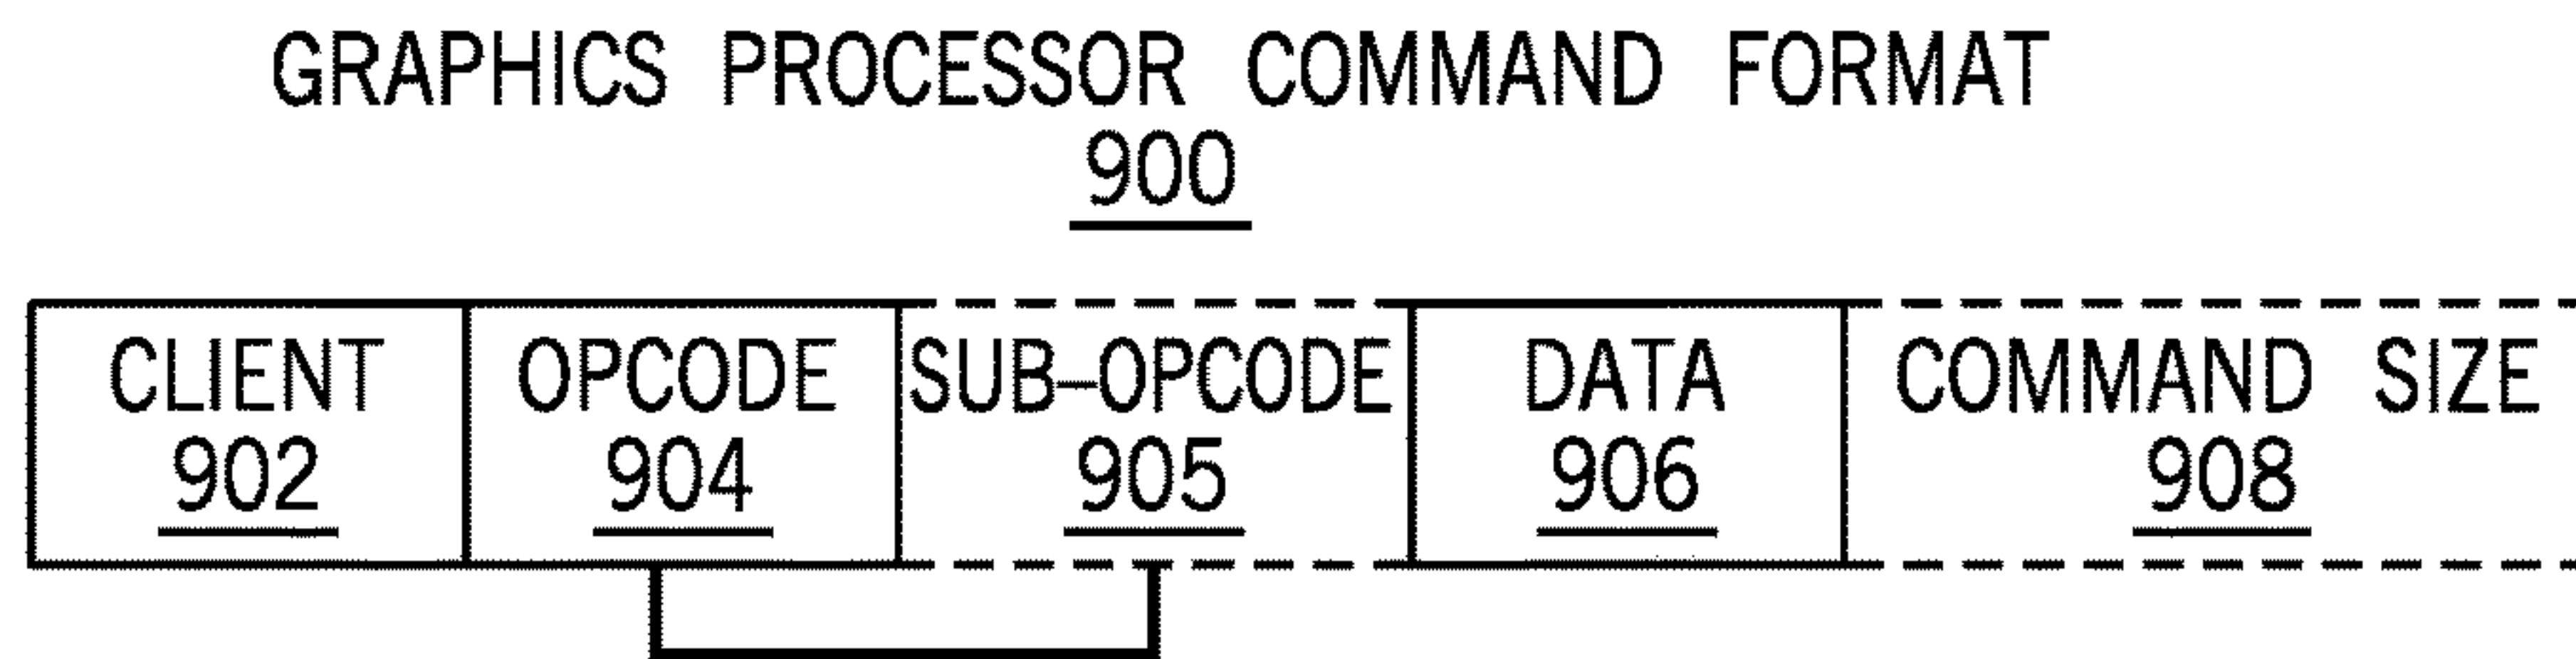 GRAPHICS PROCESSOR COMMAND FORMAT
900
CLIENT OPCODE SUB-OPCODE DATA COMMAND SIZE
902 904 905 906 908